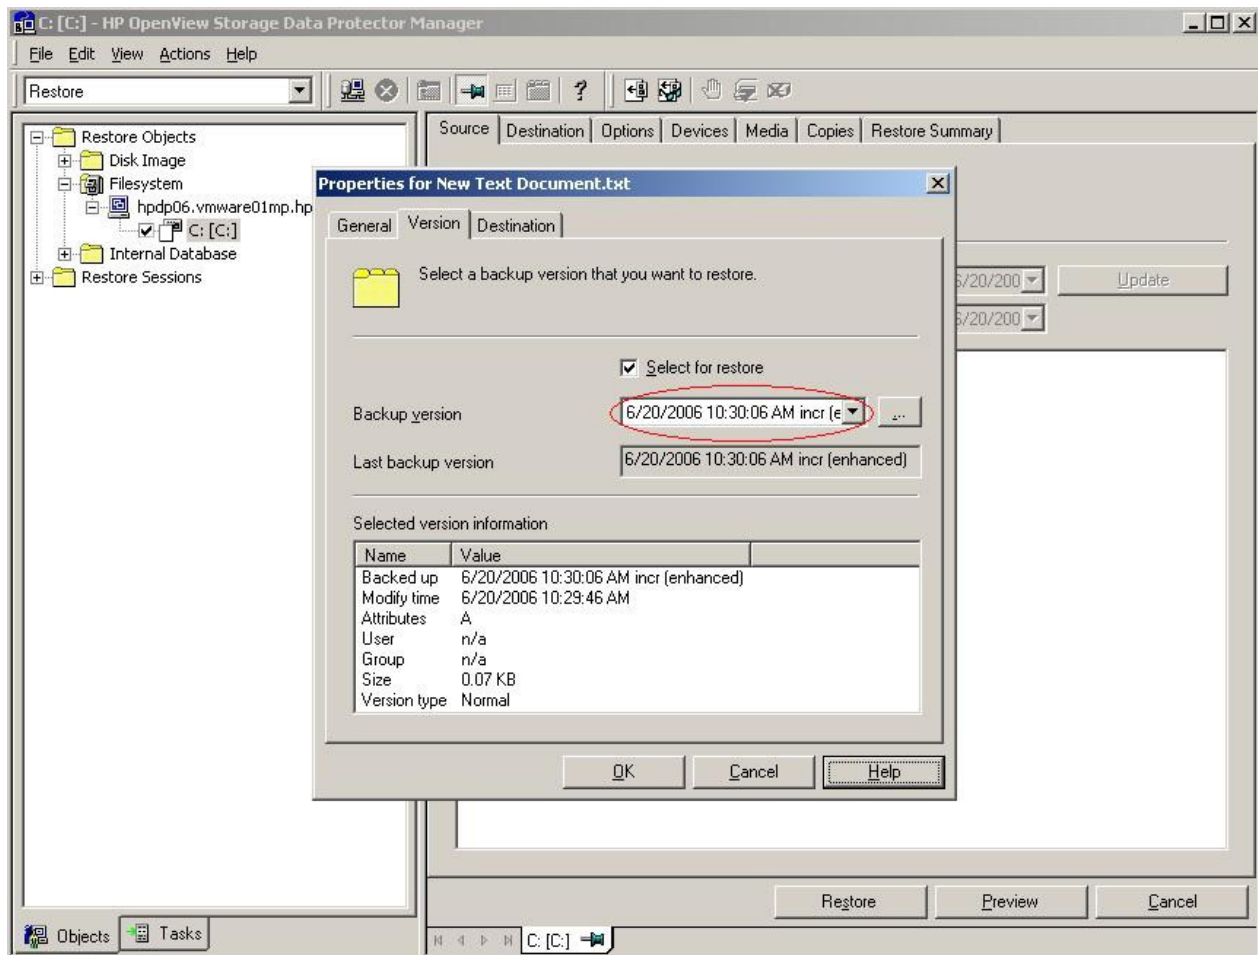 C: [C:] - HP OpenView Storage Data Protector Manager
File Edit View Actions Help
Restore
Restore Objects
Disk Image
Filesystem
hpdp06.vmware01mp.hp
C: [C:]
Internal Database
Restore Sessions
Source Destination Options Devices Media Copies Restore Summary
6/20/200 Update
6/20/200
Properties for New Text Document.txt
General Version Destination
Select a backup version that you want to restore.
Select for restore
Backup version 6/20/2006 10:30:06 AM incr (e ...
Last backup version 6/20/2006 10:30:06 AM incr (enhanced)
Selected version information
Name Value
Backed up 6/20/2006 10:30:06 AM incr (enhanced)
Modify time 6/20/2006 10:29:46 AM
Attributes A
User n/a
Group n/a
Size 0.07 KB
Version type Normal
OK Cancel Help
Restore Preview Cancel
Objects Tasks
C: [C:]